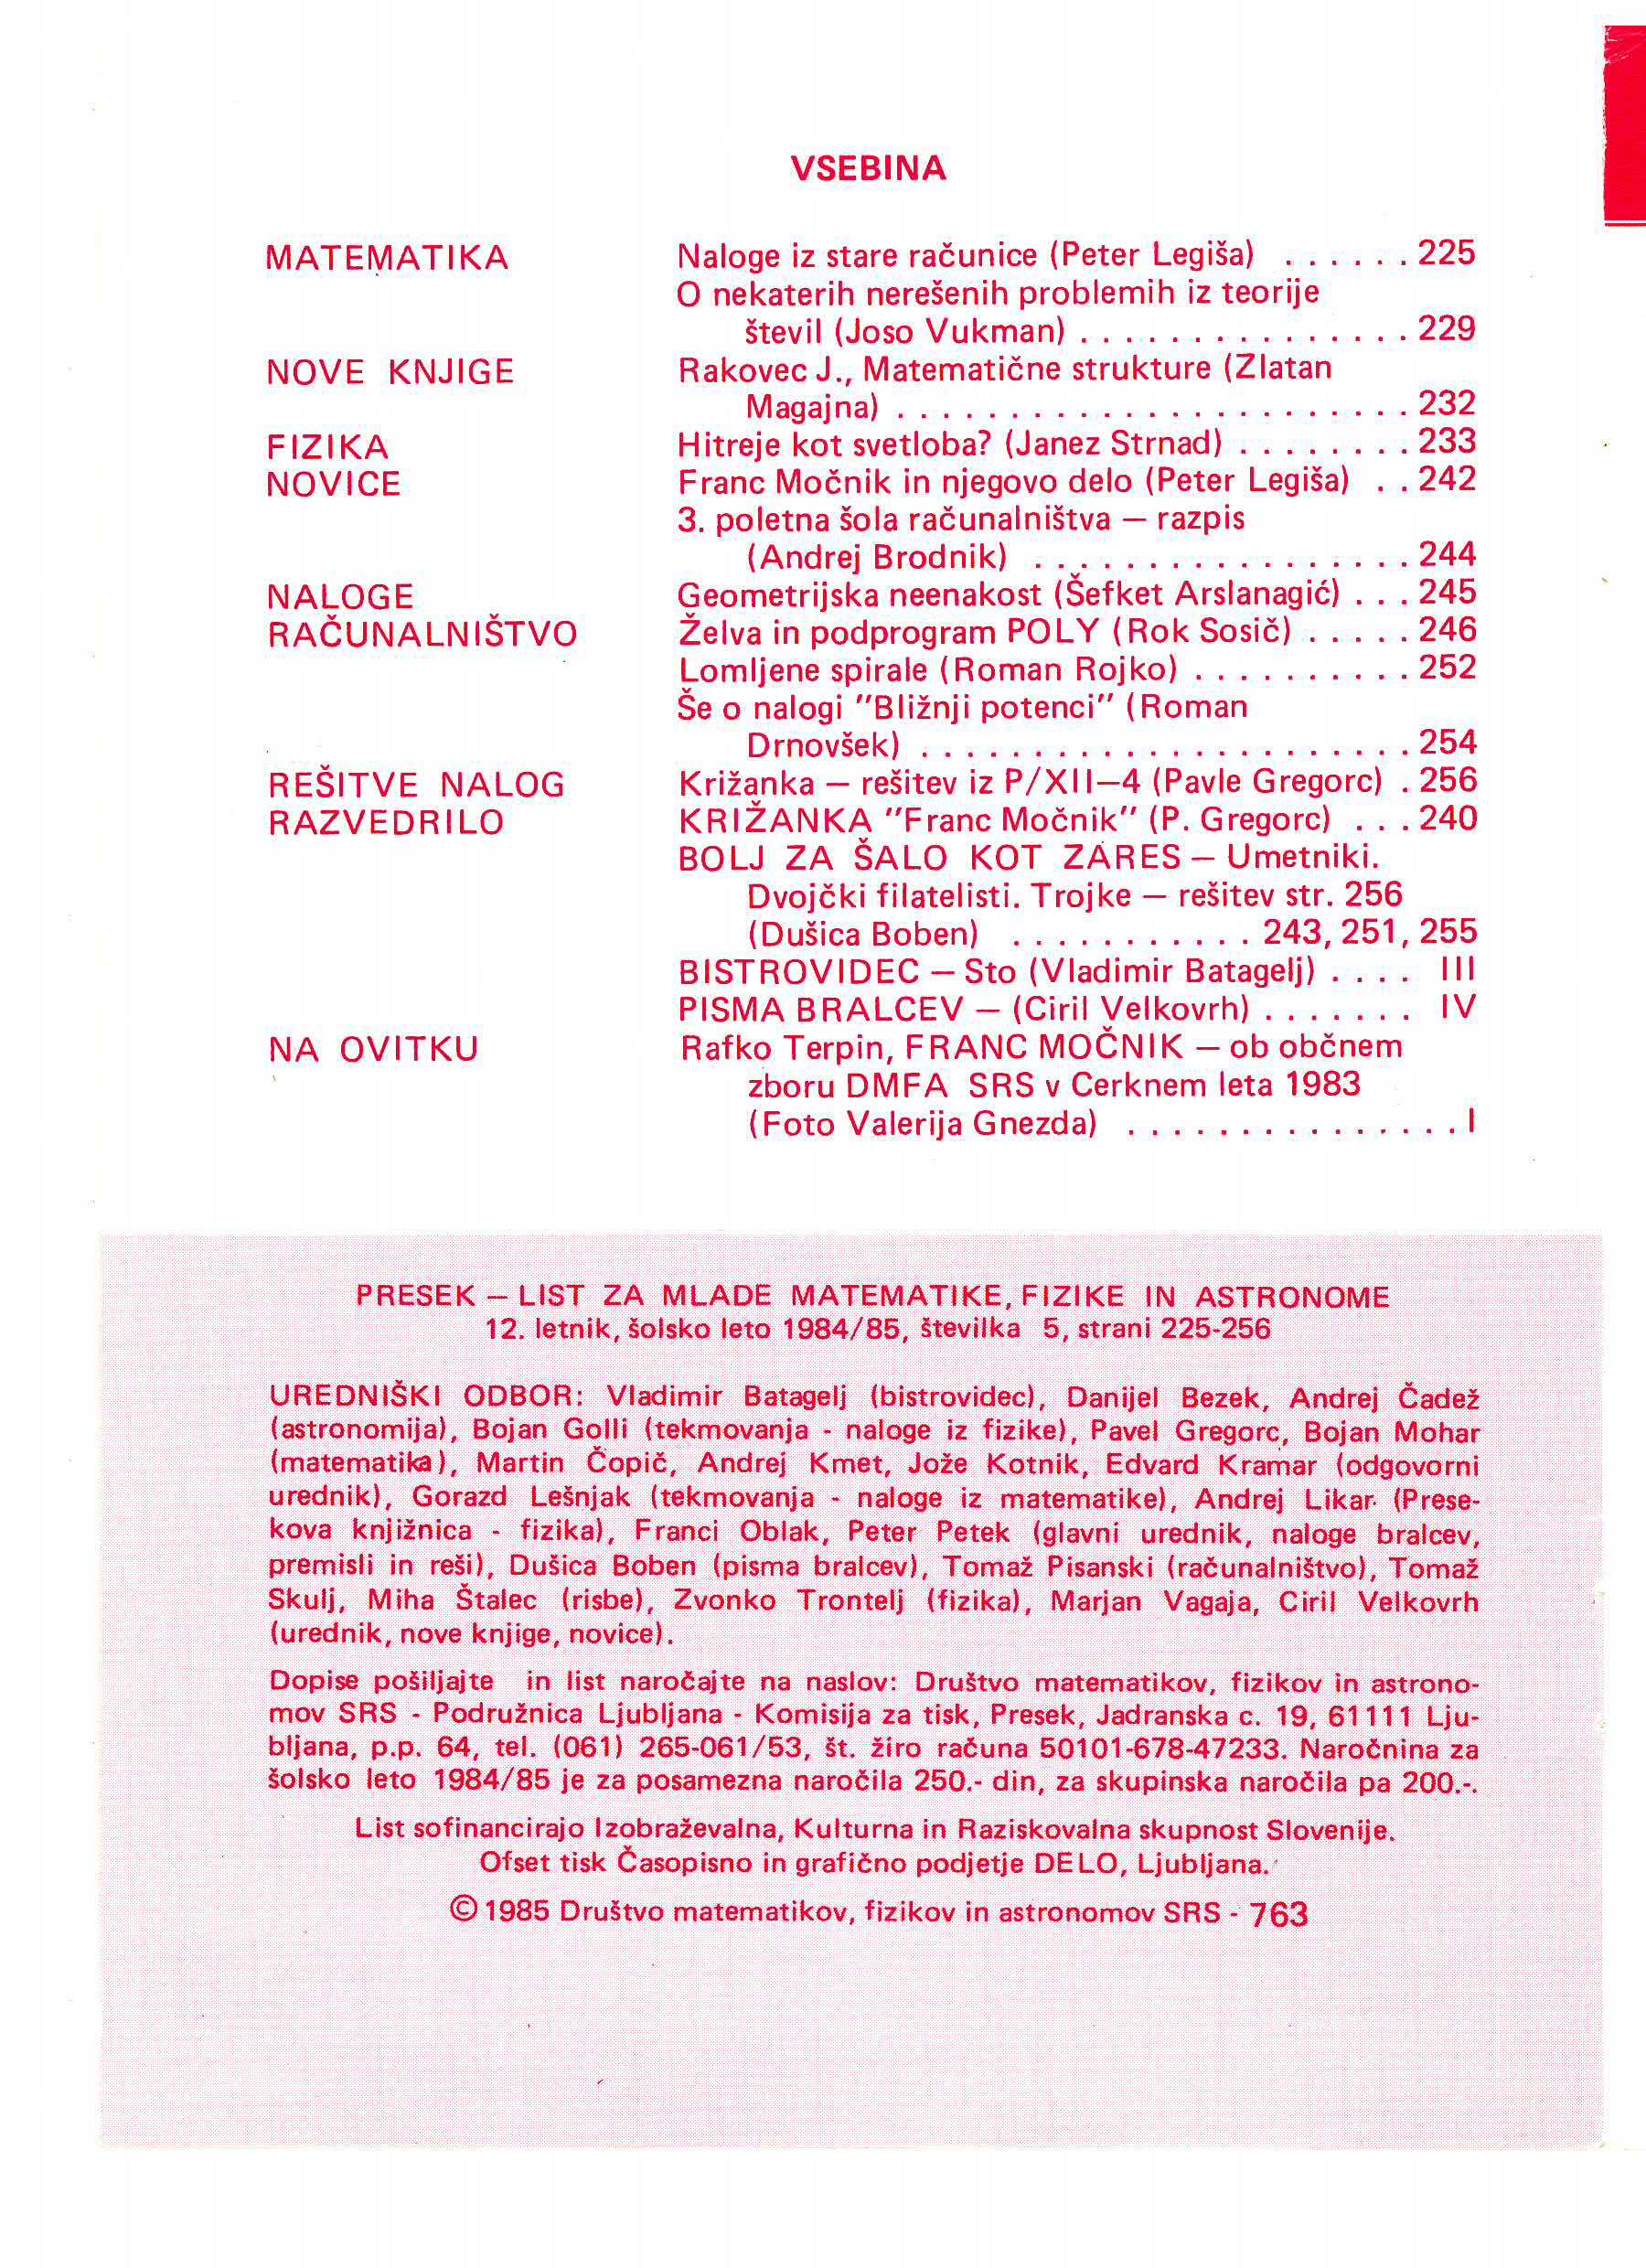 VSEBINA
MATEMATIKA Naloge iz stare računice (Peter Legiša) . . . . . . 225
O nekaterih nerešenih problemih iz teorije
števil (Joso Vukman) . . . . . . . . . . . . . . . 229
NOVE KNJIGE Rakovec J., Matematične strukture (Zlatan
Magajna) . . . . . . . . . . . . . . . . . . . . . . . 232
FIZIKA Hitreje kot svetloba? (Janez Strnad) . . . . . . . . 233
NOVICE Franc Močnik in njegovo delo (Peter Legiša) . . 242
3. poletna šola računalništva — razpis
(Andrej Brodnik) . . . . . . . . . . . . . . . . . 244
NALOGE Geometrijska neenakost (Šefket Arslanagić) . . . 245
RAČUNALNIŠTVO Želva in podprogram POLY (Rok Sosič) . . . . . 246
Lomljene spirale (Roman Rojko) . . . . . . . . . . 252
Še o nalogi "Bližnji potenci" (Roman
Drnovšek) . . . . . . . . . . . . . . . . . . . . . . 254
REŠITVE NALOG Križanka — rešitev iz P/XII—4 (Pavle Gregorc) . 256
RAZVEDRILO KRIŽANKA "Franc Močnik" (P. Gregorc) . . . 240
BOLJ ZA ŠALO KOT ZARES — Umetniki.
Dvojčki filatelisti. Trojke — rešitev str. 256
(Dušica Boben) . . . . . . . . . . . 243, 251, 255
BISTROVIDEC — Sto (Vladimir Batagelj) . . . . III
PISMA BRALCEV — (Ciril Velkovrh) . . . . . . . IV
NA OVITKU Rafko Terpin, FRANC MOČNIK — ob občnem
zboru DMFA SRS v Cerknem leta 1983
(Foto Valerija Gnezda) . . . . . . . . . . . . . . . I
PRESEK — LIST ZA MLADE MATEMATIKE, FIZIKE IN ASTRONOME
12. letnik, šolsko leto 1984/85, številka 5, strani 225-256
UREDNIŠKI ODBOR: Vladimir Batagelj (bistrovidec), Danijel Bezek, Andrej Čadež
(astronomija), Bojan Golli (tekmovanja - naloge iz fizike), Pavel Gregorc, Bojan Mohar
(matematika), Martin Čopič, Andrej Kmet, Jože Kotnik, Edvard Kramar (odgovorni
urednik), Gorazd Lešnjak (tekmovanja - naloge iz matematike), Andrej Likar (Prese-
kova knjižnica - fizika), Franci Oblak, Peter Petek (glavni urednik, naloge bralcev,
premisli in reši), Dušica Boben (pisma bralcev), Tomaž Pisanski (računalništvo), Tomaž
Skulj, Miha Štalec (risbe), Zvonko Trontelj (fizika), Marjan Vagaja, Ciril Velkovrh
(urednik, nove knjige, novice).
Dopise pošiljajte in list naročajte na naslov: Društvo matematikov, fizikov in astrono-
mov SRS - Podružnica Ljubljana - Komisija za tisk, Presek, Jadranska c. 19, 61111 Lju-
bljana, p.p. 64, tel. (061) 265-061/53, št. žiro računa 50101-678-47233. Naročnina za
šolsko leto 1984/85 je za posamezna naročila 250.- din, za skupinska naročila pa 200.-.
List sofinancirajo Izobraževalna, Kulturna in Raziskovalna skupnost Slovenije.
Ofset tisk Časopisno in grafično podjetje DELO, Ljubljana.
© 1985 Društvo matematikov, fizikov in astronomov SRS - 763